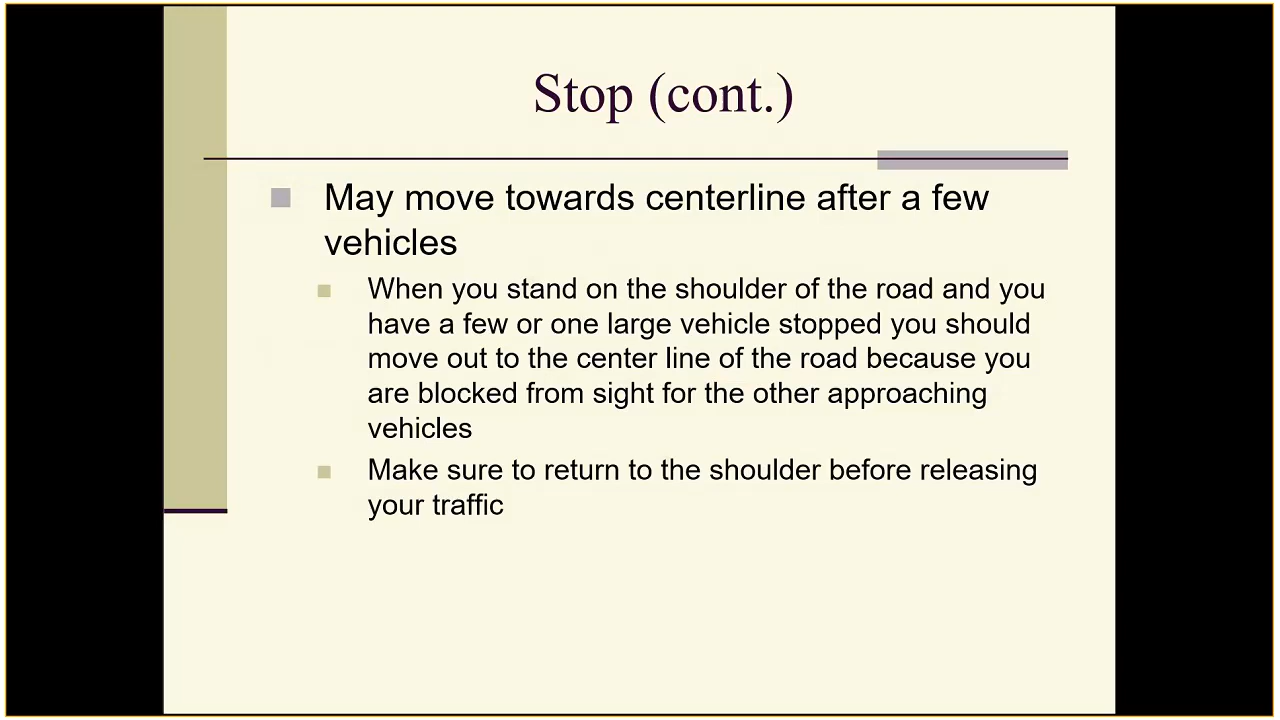 Stop (cont.)
May move towards centerline after a few
vehicles
When you stand on the shoulder of the road and you
have a few or one large vehicle stopped you should
move out to the center line of the road because you
are blocked from sight for the other approaching
vehicles
Make sure to return to the shoulder before releasing
your traffic